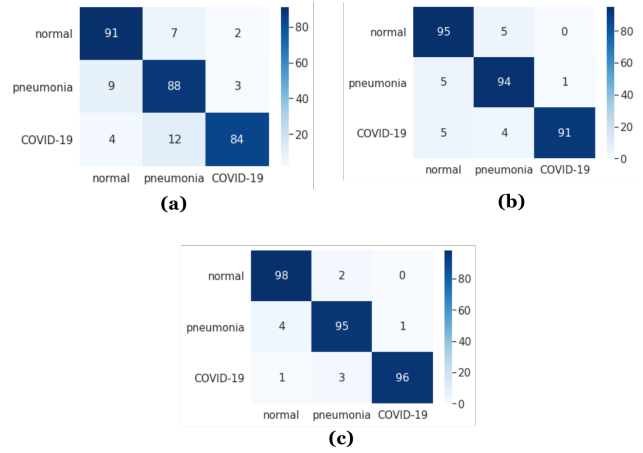 normal 91 7 2
pneumonia 9 88 3
COVID-19 4 12 84
normal pneumonia COVID-19
80
60
40
20
(a)
normal 95 5 0
pneumonia 5 94 1
COVID-19 5 4 91
normal pneumonia COVID-19
80
60
40
20
0
(b)
normal 98 2 0
pneumonia 4 95 1
COVID-19 1 3 96
normal pneumonia COVID-19
80
60
40
20
0
(c)